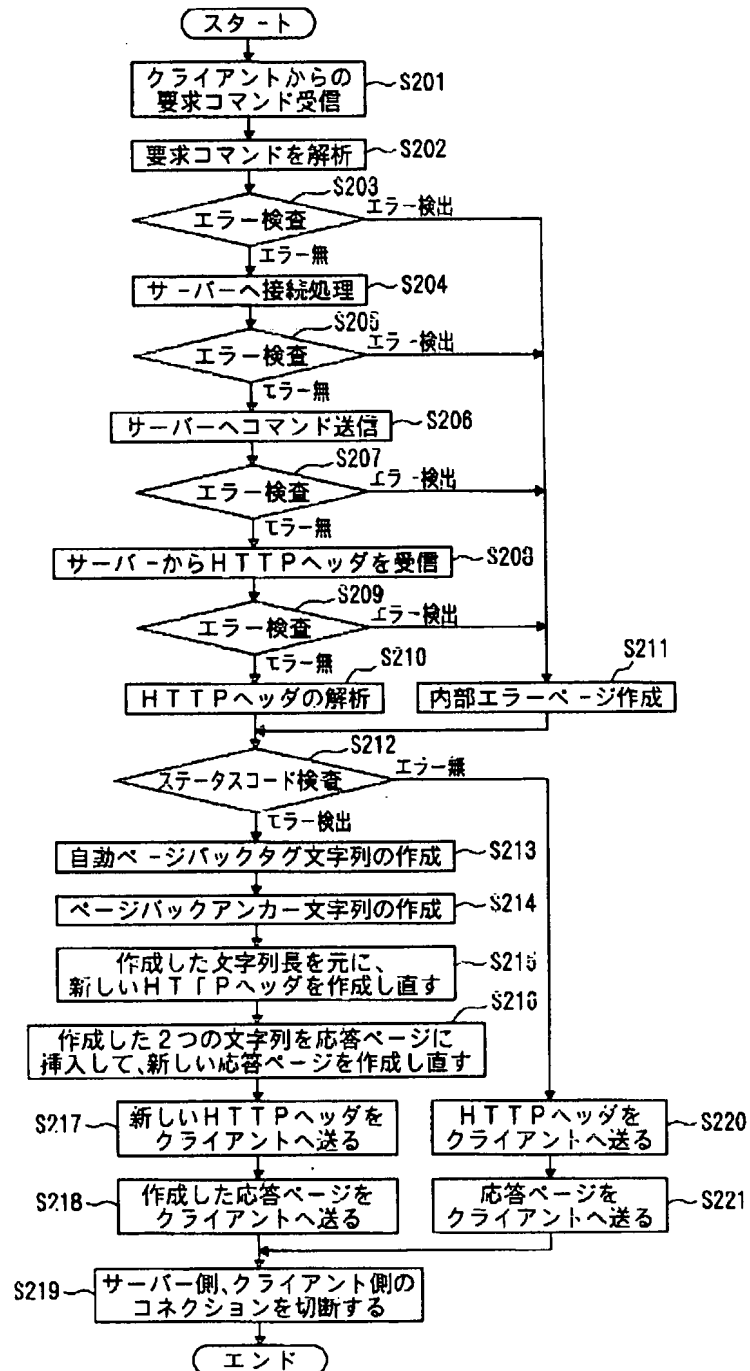 スタート
クライアントからの
要求コマンド受信
S201
要求コマンドを解析
S202
S203
エラー検査
エラー検出
エラー無
サーバーへ接続処理
S204
S205
エラー検査
エラー検出
エラー無
サーバーへコマンド送信
S206
S207
エラー検査
エラー検出
エラー無
サーバーからHTTPヘッダを受信
S208
S209
エラー検査
エラー検出
エラー無
S210
HTTPヘッダの解析
S211
内部エラーページ作成
S212
ステータスコード検査
エラー無
エラー検出
自動ページバックタグ文字列の作成
S213
ページバックアンカー文字列の作成
S214
作成した文字列長を元に、
新しいHTTPヘッダを作成し直す
S215
S216
作成した2つの文字列を応答ページに
挿入して、新しい応答ページを作成し直す
S217
新しいHTTPヘッダを
クライアントへ送る
HTTPヘッダを
クライアントへ送る
S220
S218
作成した応答ページを
クライアントへ送る
応答ページを
クライアントへ送る
S221
S219
サーバー側、クライアント側の
コネクションを切断する
エンド